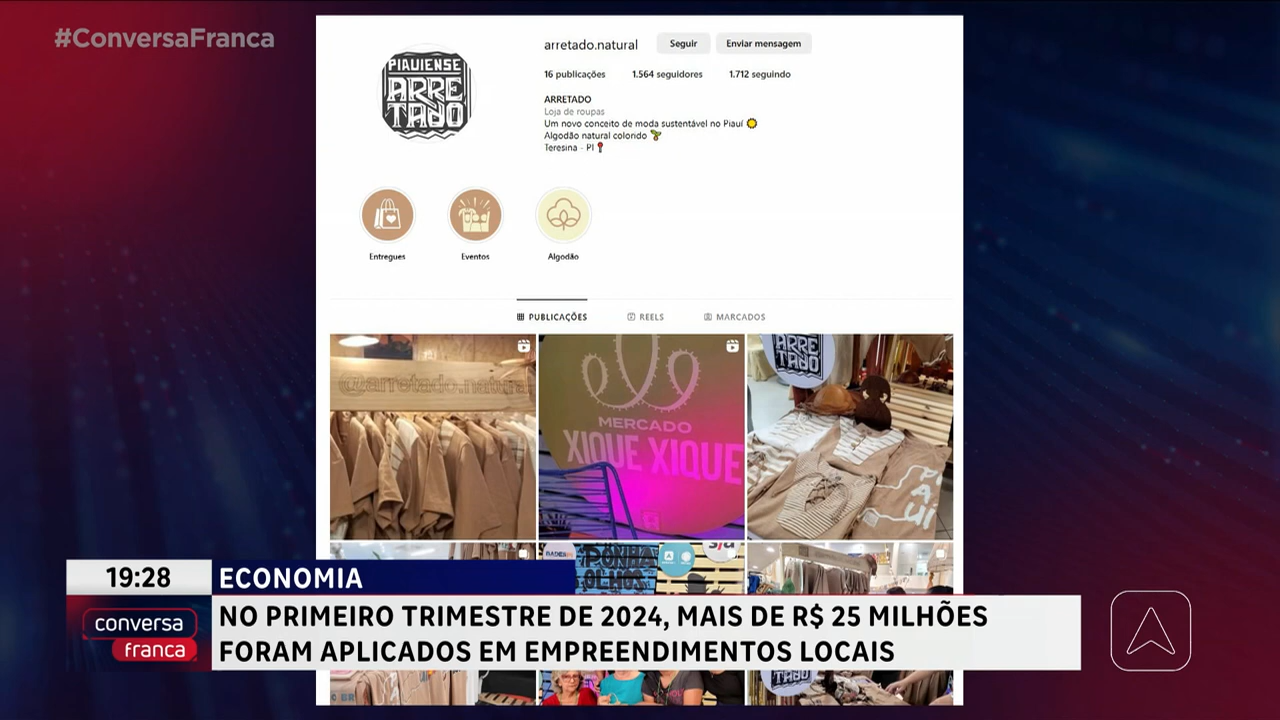 #ConversaFranca
PIAUIENSE
ARRE
TADO
arretado.natural
Seguir
Enviar mensagem
16 publicações
1.564 seguidores
1.712 seguindo
ARRETADO
Loja de roupas
Um novo conceito de moda sustentável no Piauí
Algodão natural colorido
Teresina - PI
Entregues
Eventos
Algodão
PUBLICAÇÕES
REELS
MARCADOS
@arretado.natural
MERCADO
XIQUE XIQUE
ARRE
TADO
PIAUÍ
19:28
ECONOMIA
conversa
franca
NO PRIMEIRO TRIMESTRE DE 2024, MAIS DE R$ 25 MILHÕES
FORAM APLICADOS EM EMPREENDIMENTOS LOCAIS